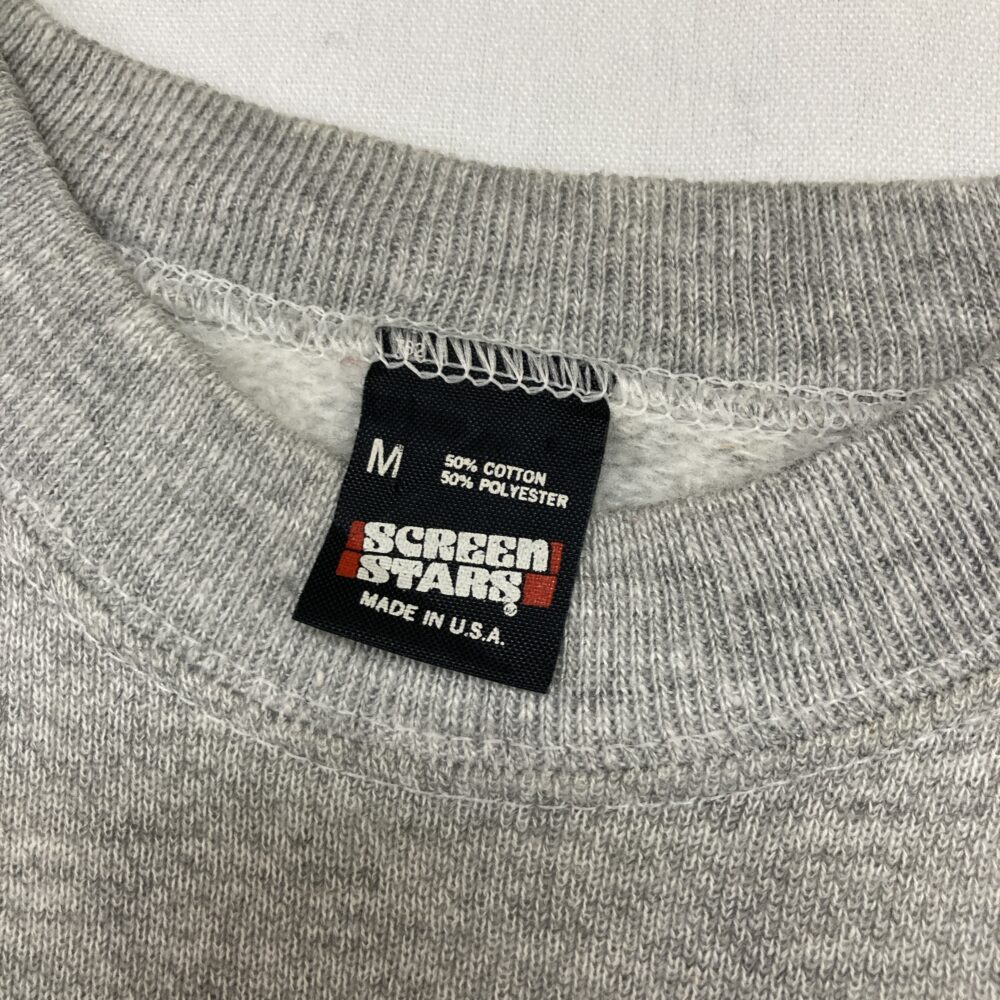 M
50% COTTON
50% POLYESTER
SCREEN
STARS®
MADE IN U.S.A.